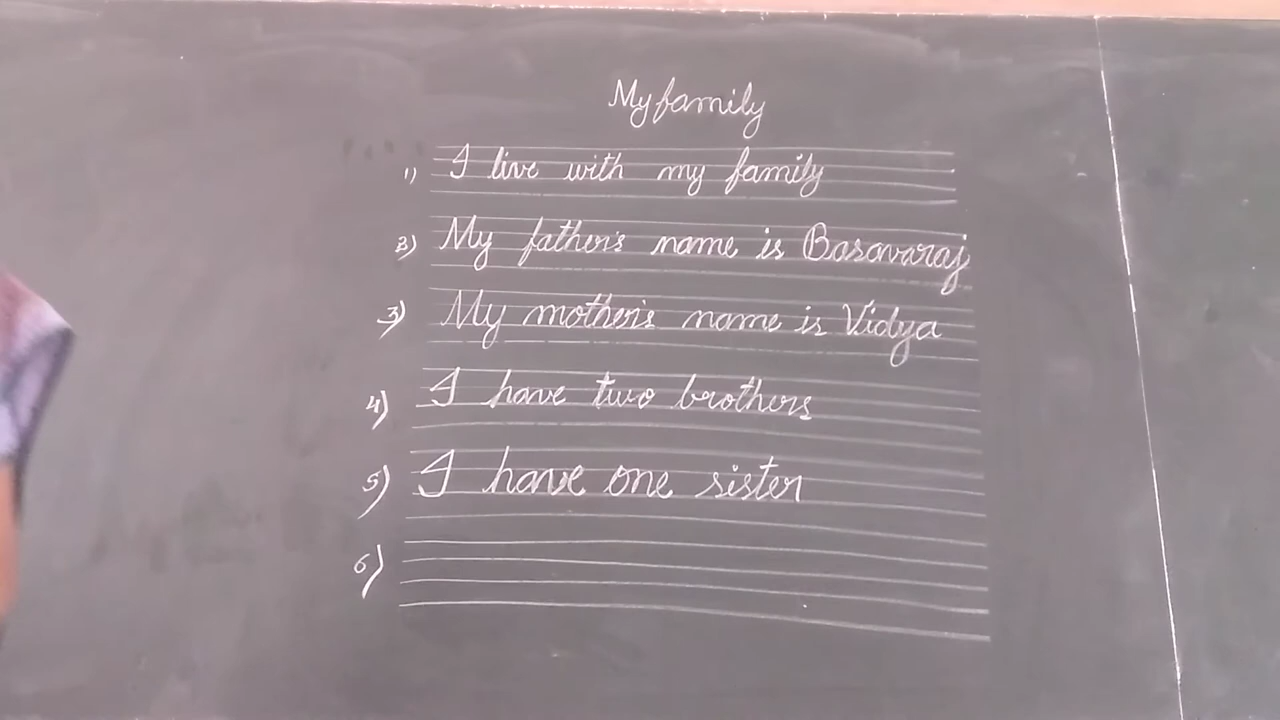 My family
1) I live with my family
3) My father's name is Basavaraj
3) My mother's name is Vidya
4) I have two brothers
5) I have one sister
6)